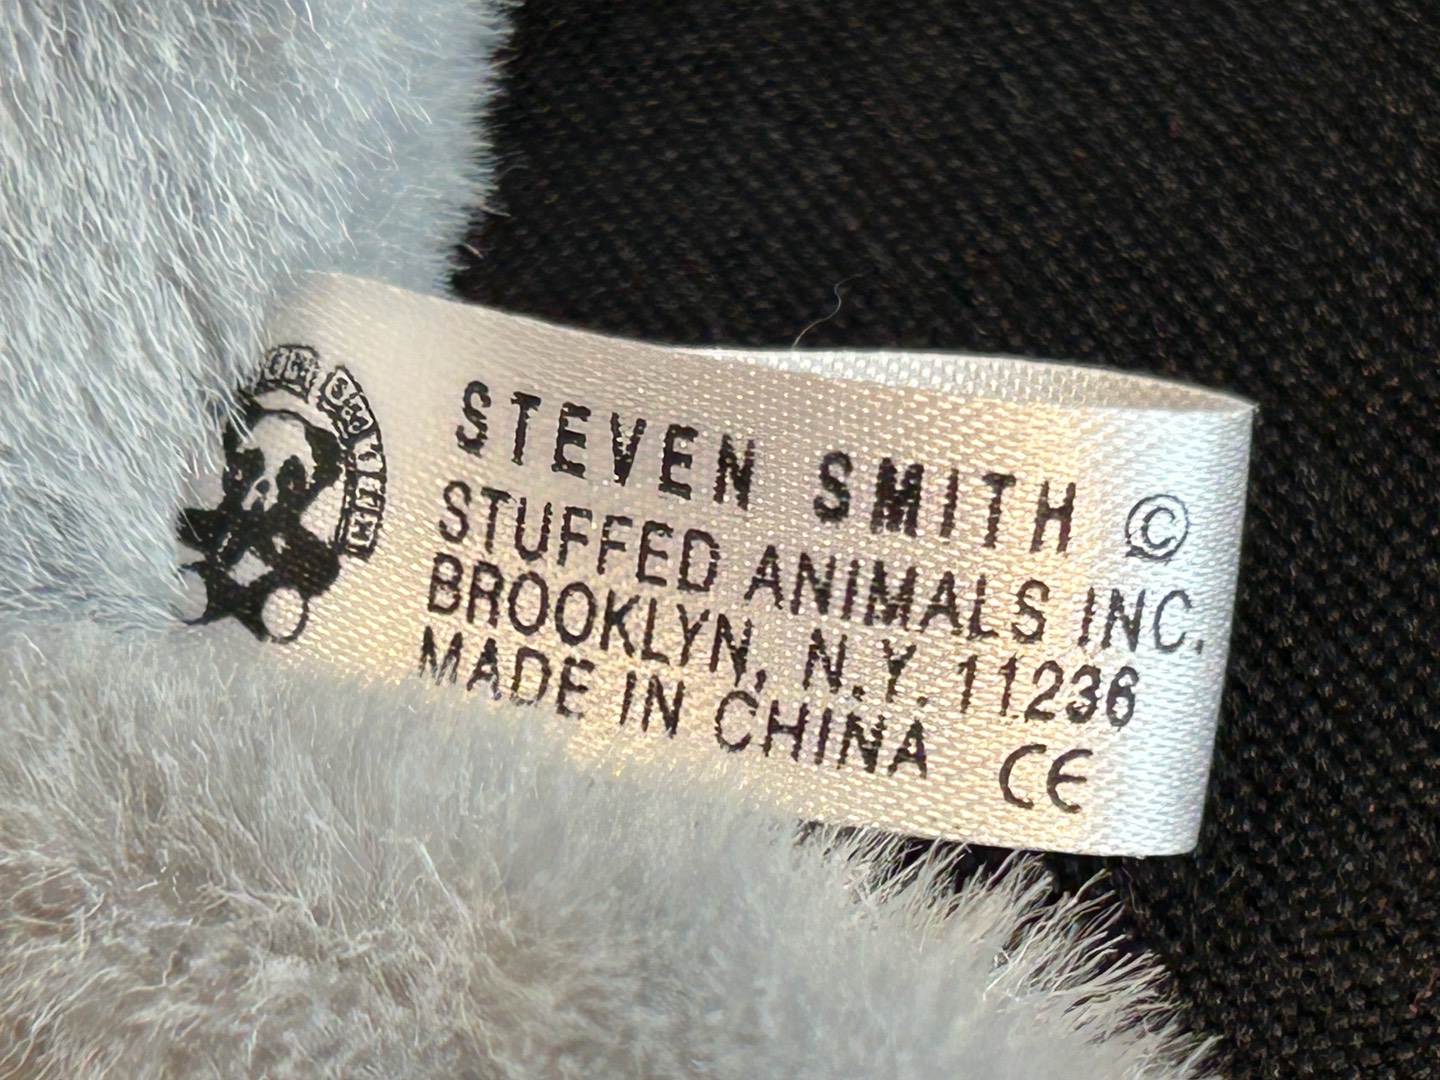 STEVEN SMITH ©
STUFFED ANIMALS INC.
BROOKLYN, N.Y. 11236
MADE IN CHINA CE